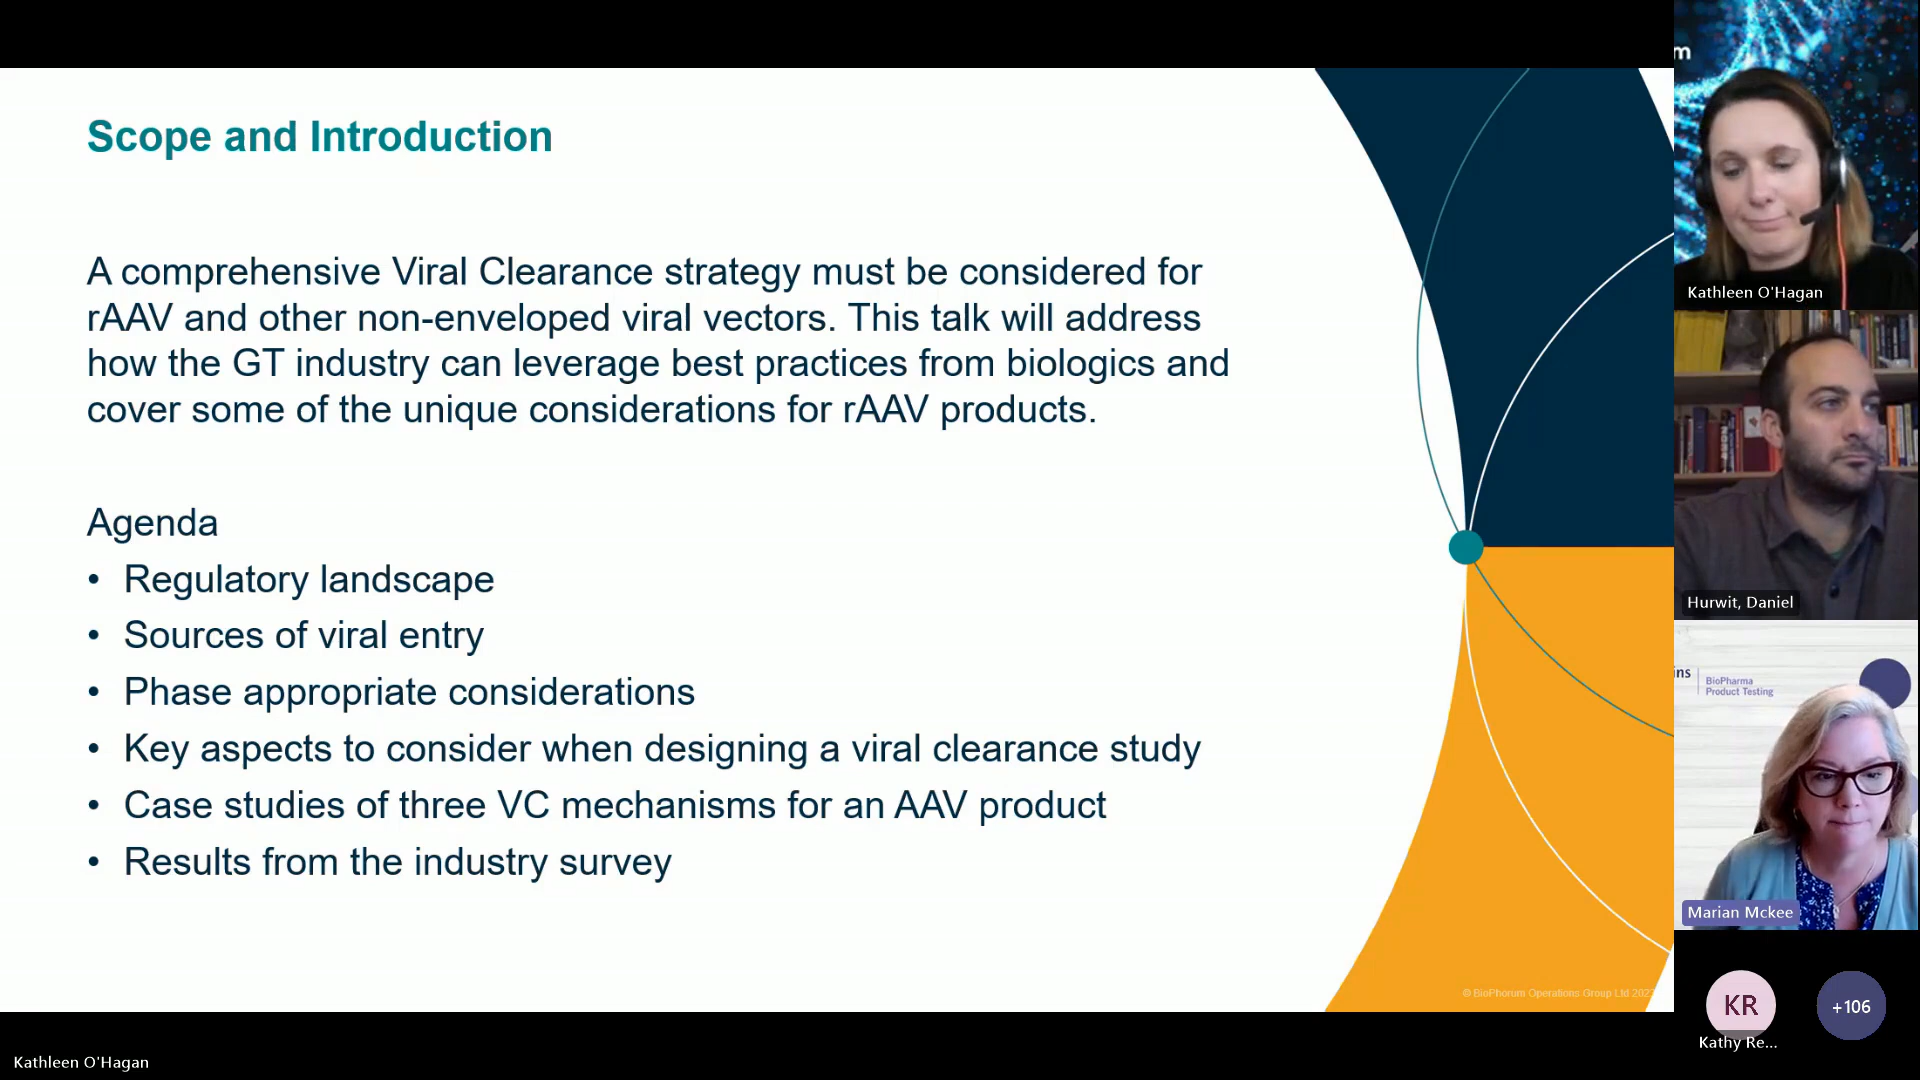 Scope and Introduction
A comprehensive Viral Clearance strategy must be considered for
rAAV and other non-enveloped viral vectors. This talk will address
how the GT industry can leverage best practices from biologics and
cover some of the unique considerations for rAAV products.
Agenda
• Regulatory landscape
• Sources of viral entry
• Phase appropriate considerations
• Key aspects to consider when designing a viral clearance study
• Case studies of three VC mechanisms for an AAV product
• Results from the industry survey
© BioPhorum Operations Group Ltd
Kathleen O'Hagan
m
Kathleen O'Hagan
Hurwit, Daniel
ins
BioPharma
Product Testing
Marian Mckee
KR
Kathy Re...
+106